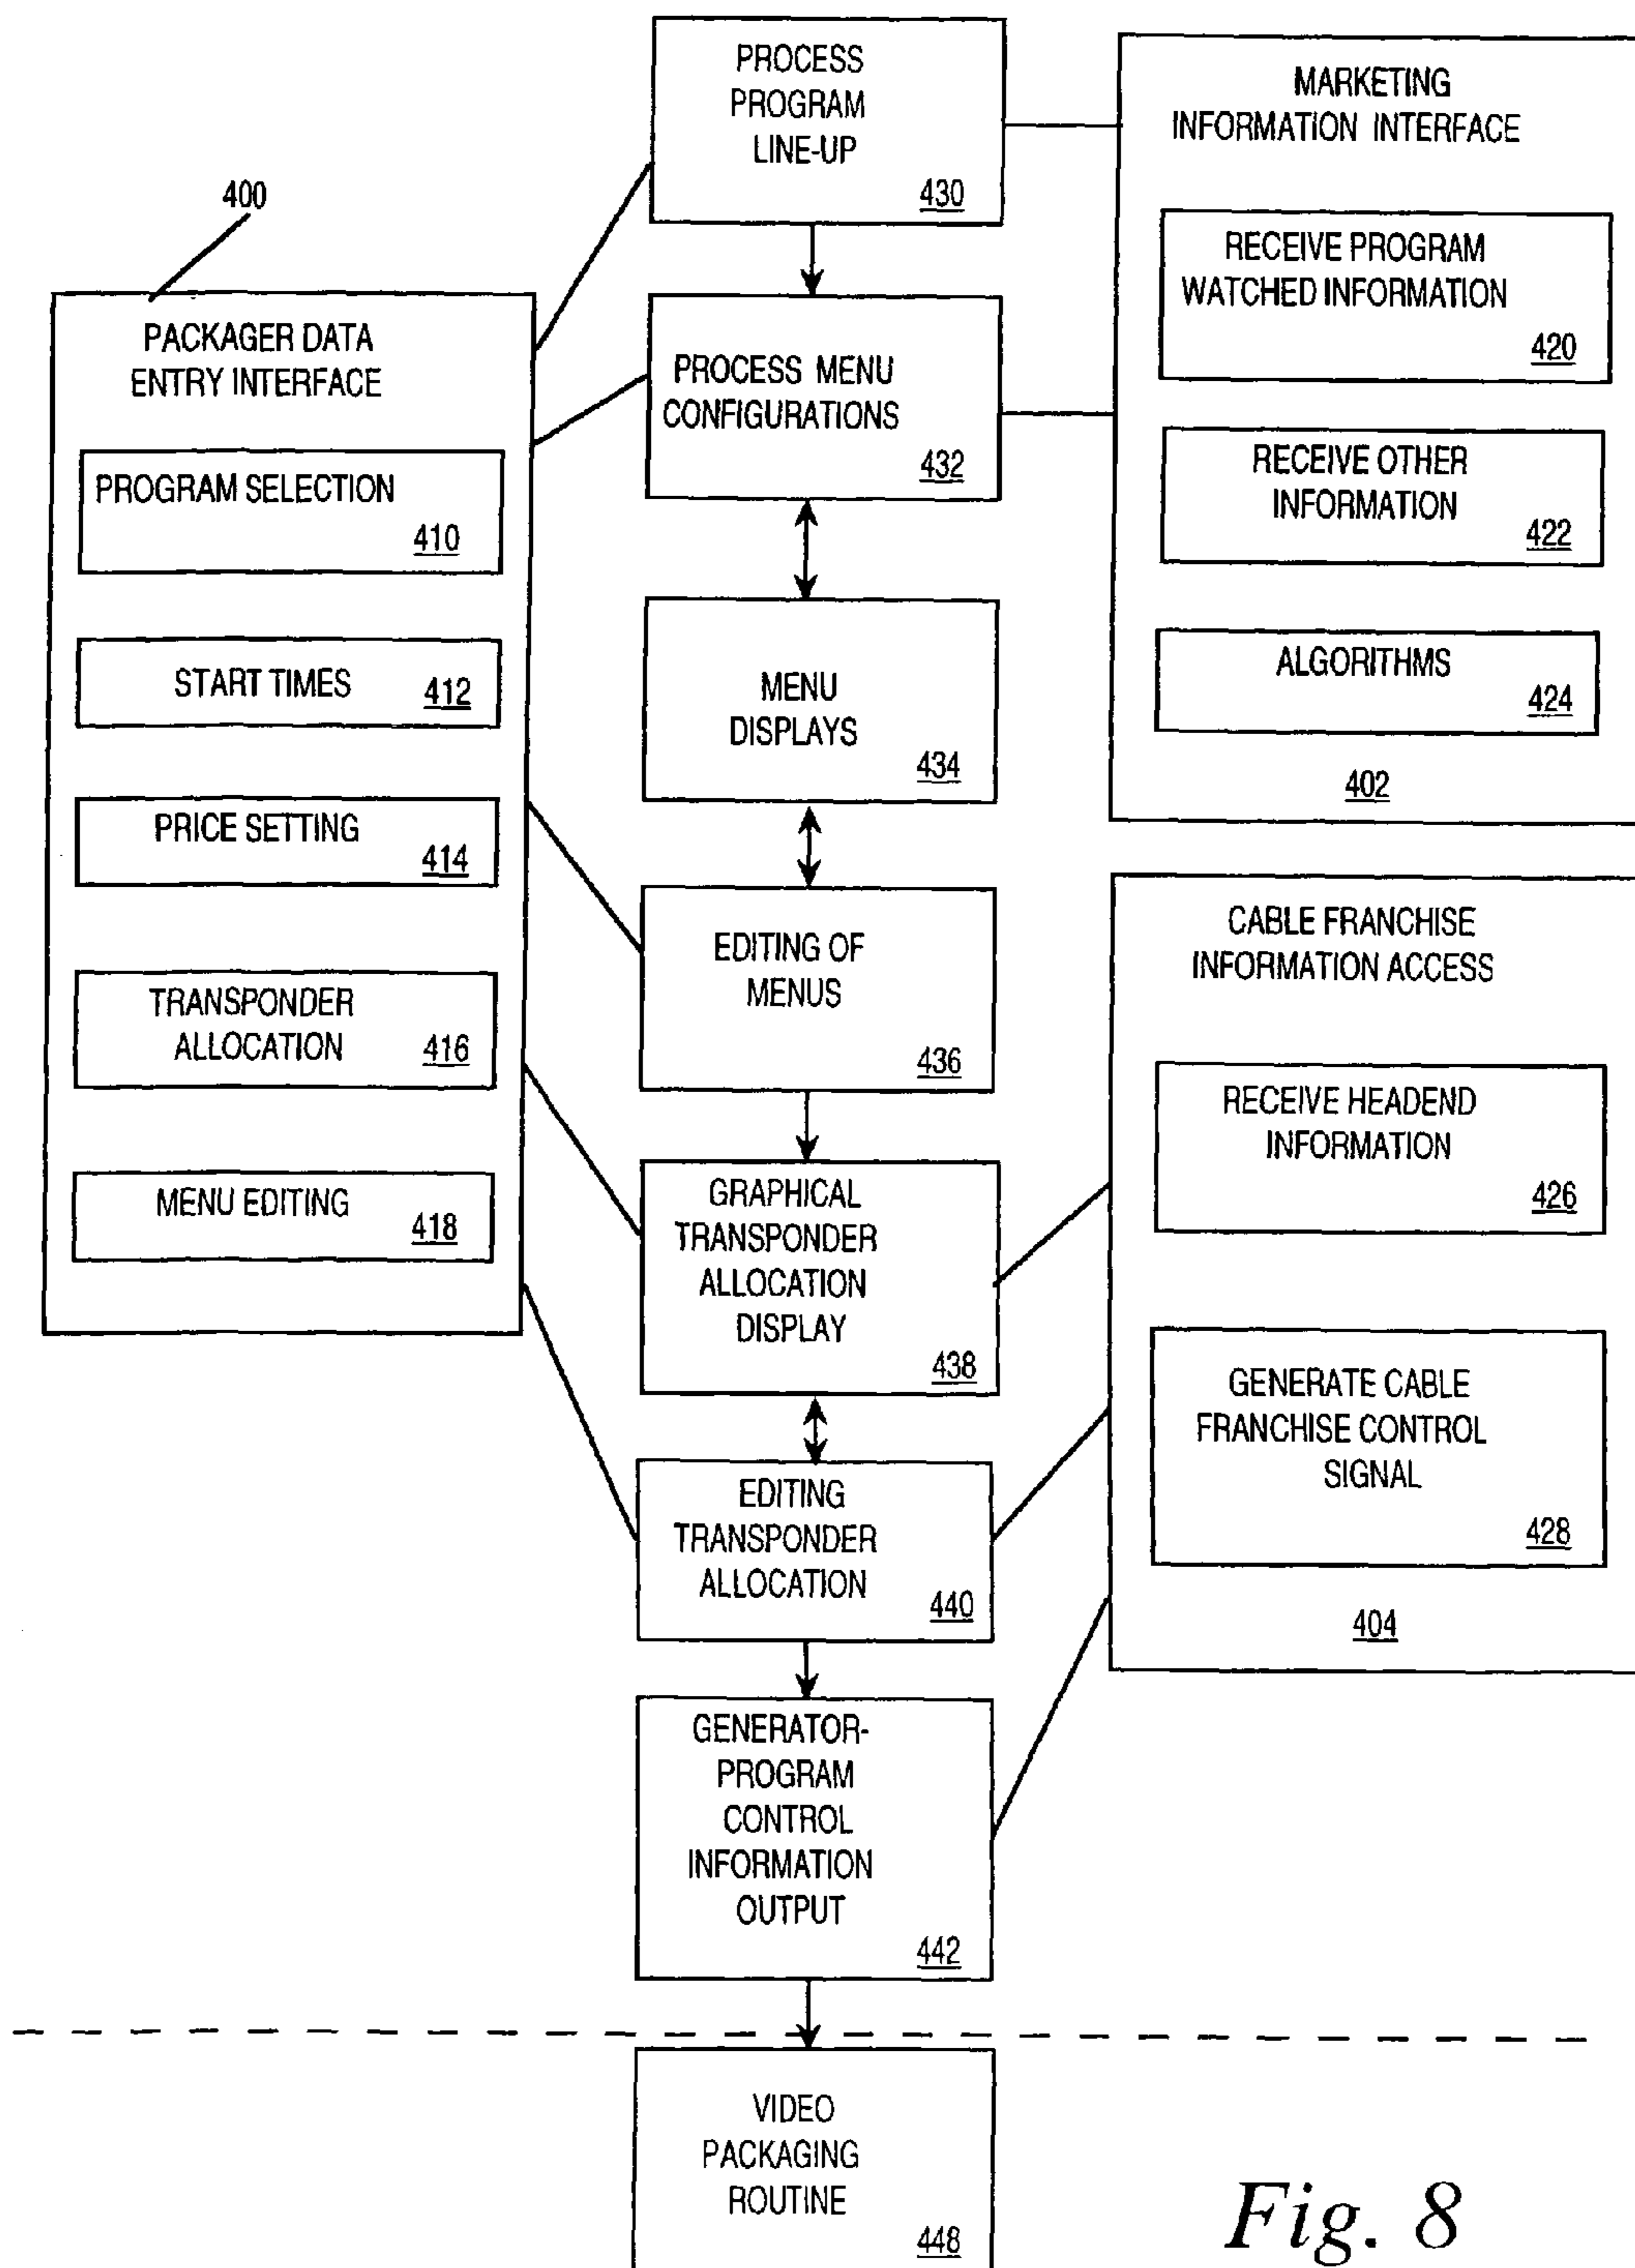 400
PACKAGER DATA
ENTRY INTERFACE
PROGRAM SELECTION
410
START TIMES 412
PRICE SETTING
414
TRANSPONDER
ALLOCATION 416
MENU EDITING
418
PROCESS
PROGRAM
LINE-UP
430
PROCESS MENU
CONFIGURATIONS
432
MENU
DISPLAYS
434
EDITING OF
MENUS
436
GRAPHICAL
TRANSPONDER
ALLOCATION
DISPLAY
438
EDITING
TRANSPONDER
ALLOCATION
440
GENERATOR-
PROGRAM
CONTROL
INFORMATION
OUTPUT
442
VIDEO
PACKAGING
ROUTINE
448
MARKETING
INFORMATION INTERFACE
RECEIVE PROGRAM
WATCHED INFORMATION
420
RECEIVE OTHER
INFORMATION
422
ALGORITHMS
424
402
CABLE FRANCHISE
INFORMATION ACCESS
RECEIVE HEADEND
INFORMATION
426
GENERATE CABLE
FRANCHISE CONTROL
SIGNAL
428
404
Fig. 8